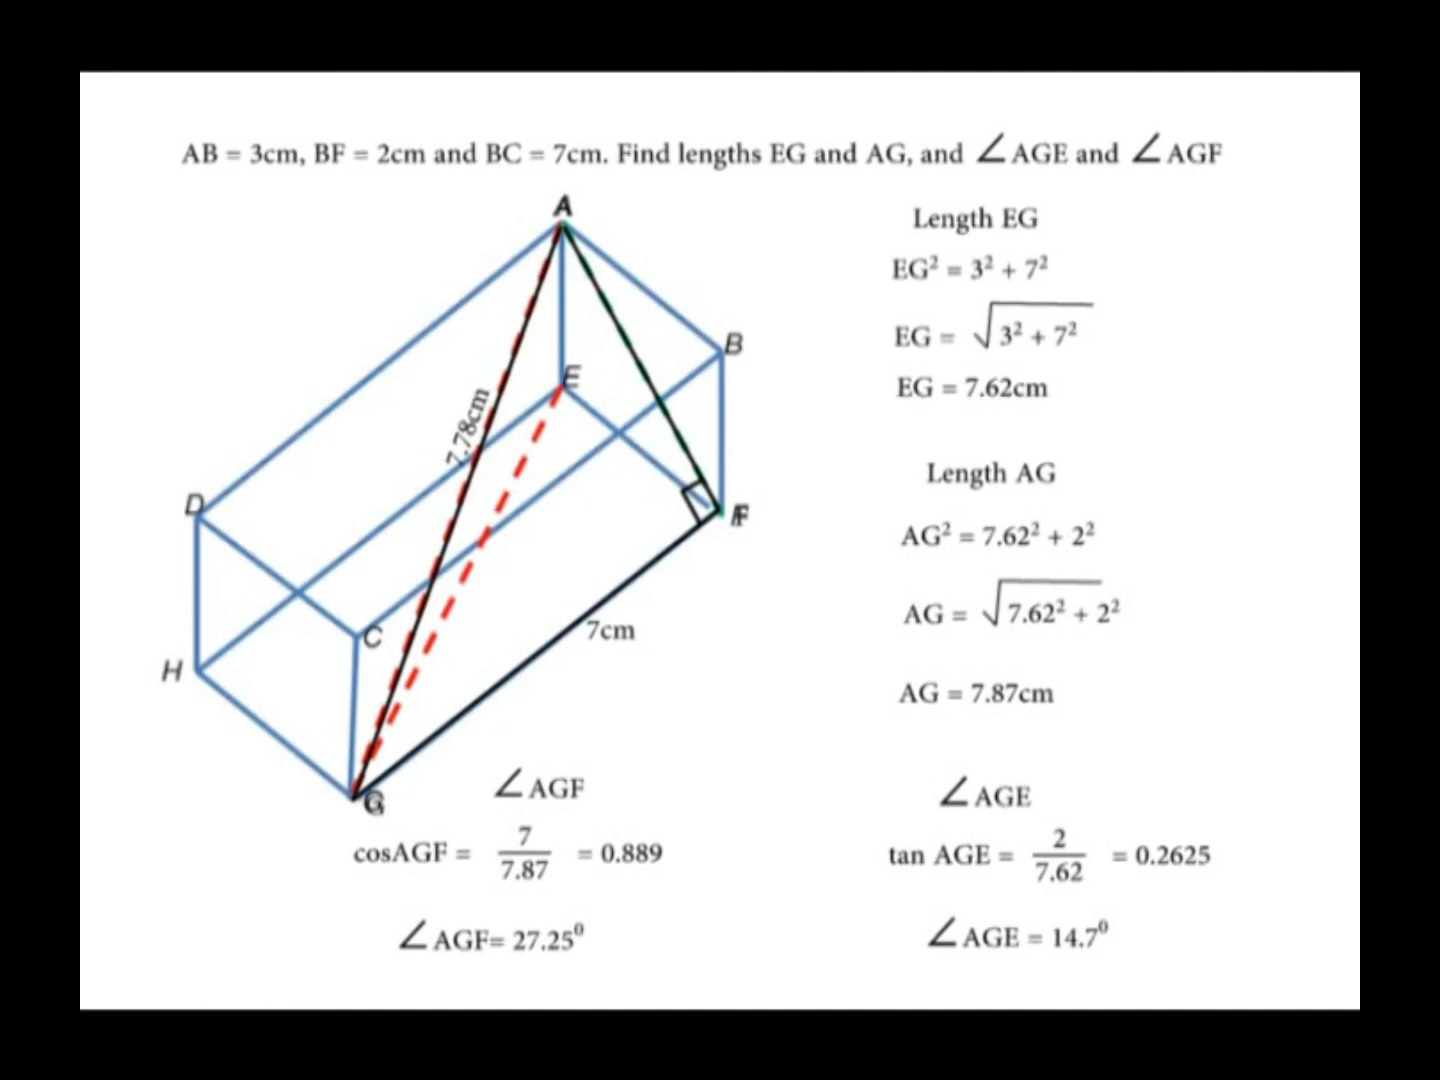 AB = 3cm, BF = 2cm and BC = 7cm. Find lengths EG and AG, and ∠AGE and ∠AGF
A
B
E
7.78cm
D
F
7cm
C
H
G
Length EG
EG² = 3² + 7²
EG = √3² + 7²
EG = 7.62cm
Length AG
AG² = 7.62² + 2²
AG = √7.62² + 2²
AG = 7.87cm
∠AGF
cosAGF = 7/7.87 = 0.889
∠AGF= 27.25⁰
∠AGE
tan AGE = 2/7.62 = 0.2625
∠AGE = 14.7⁰